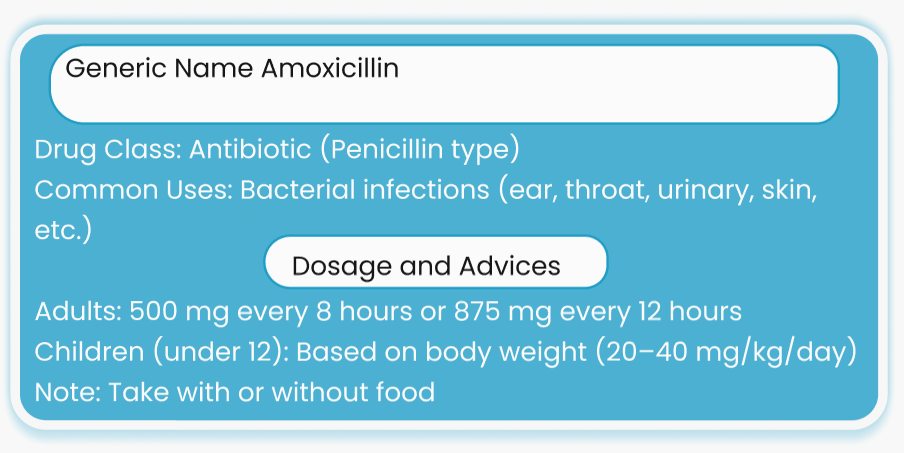 Generic Name Amoxicillin
Drug Class: Antibiotic (Penicillin type)
Common Uses: Bacterial infections (ear, throat, urinary, skin,
etc.)
Dosage and Advices
Adults: 500 mg every 8 hours or 875 mg every 12 hours
Children (under 12): Based on body weight (20–40 mg/kg/day)
Note: Take with or without food